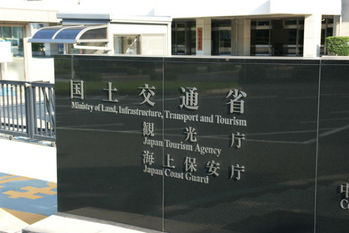 国土交通省
Ministry of Land, Infrastructure, Transport and Tourism
観光庁
Japan Tourism Agency
海上保安庁
Japan Coast Guard
中